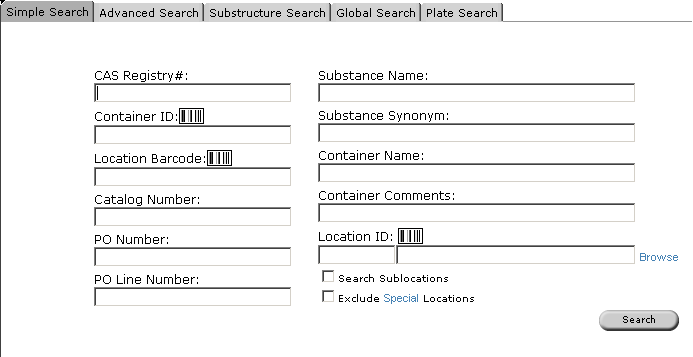 Simple Search Advanced Search Substructure Search Global Search Plate Search
CAS Registry#: Substance Name:
Container ID: Substance Synonym:
Location Barcode: Container Name:
Catalog Number: Container Comments:
PO Number: Location ID:
Browse
PO Line Number: Search Sublocations
Exclude Special Locations
Search